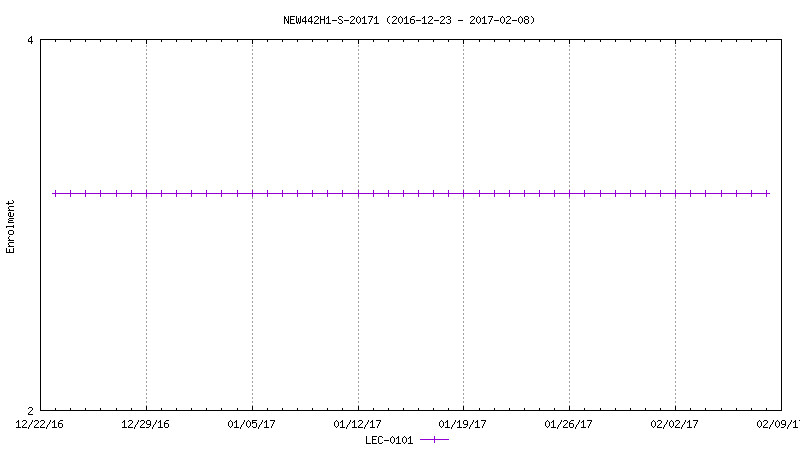 NEW442H1-S-20171 (2016-12-23 - 2017-02-08)
4
Enrolment
2
12/22/16 12/29/16 01/05/17 01/12/17 01/19/17 01/26/17 02/02/17 02/09/1
LEC-0101